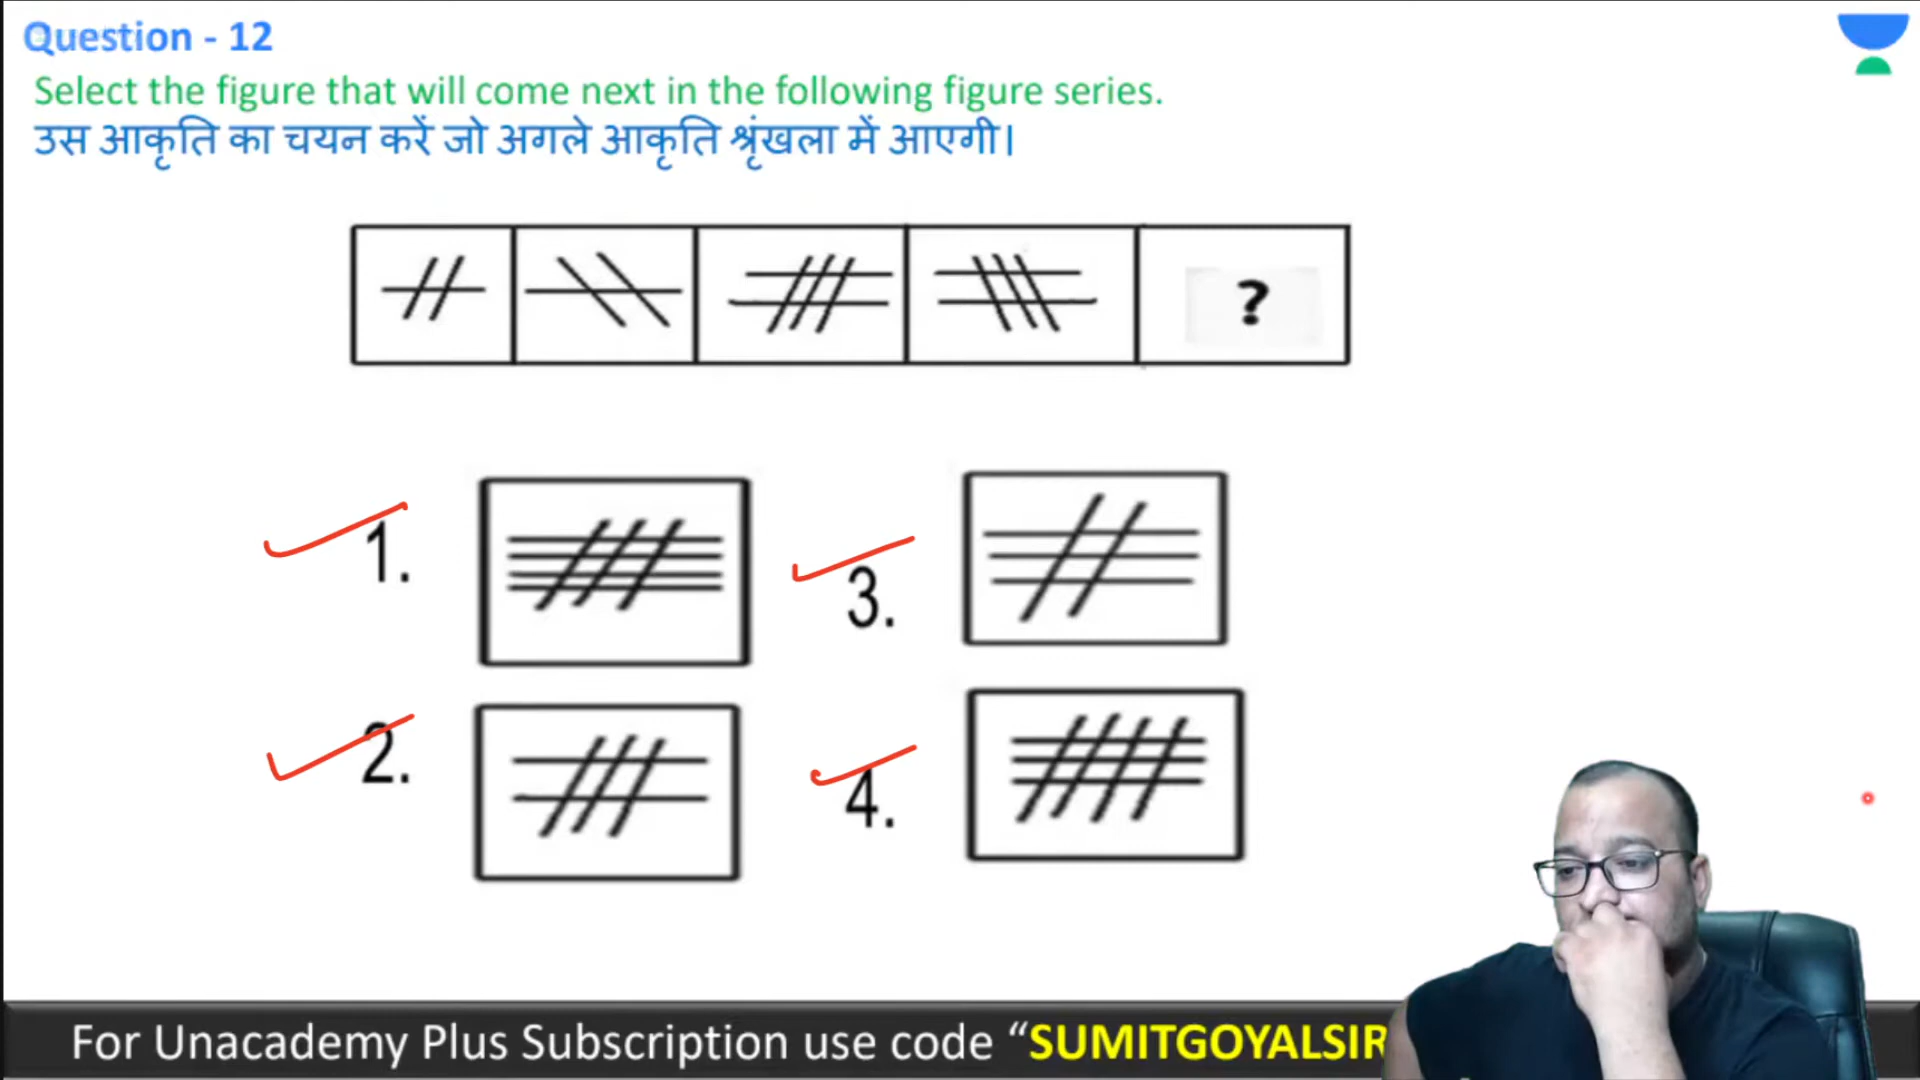 Question - 12
Select the figure that will come next in the following figure series.
उस आकृति का चयन करें जो अगले आकृति श्रृंखला में आएगी।
?
1.
3.
2.
4.
For Unacademy Plus Subscription use code “SUMITGOYALSIR